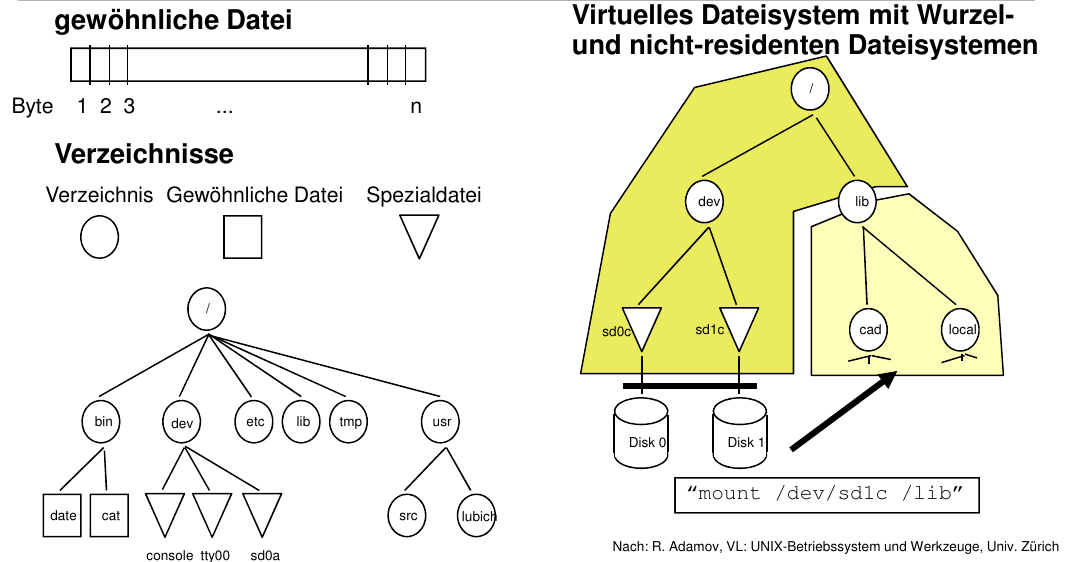 gewöhnliche Datei
Byte 1 2 3 ... n
Verzeichnisse
Verzeichnis Gewöhnliche Datei Spezialdatei
/
bin dev etc lib tmp usr
date cat src lubich
console tty00 sd0a
Virtuelles Dateisystem mit Wurzel-
und nicht-residenten Dateisystemen
/
dev lib
sd0c sd1c cad local
Disk 0 Disk 1
“mount /dev/sd1c /lib”
Nach: R. Adamov, VL: UNIX-Betriebssystem und Werkzeuge, Univ. Zürich